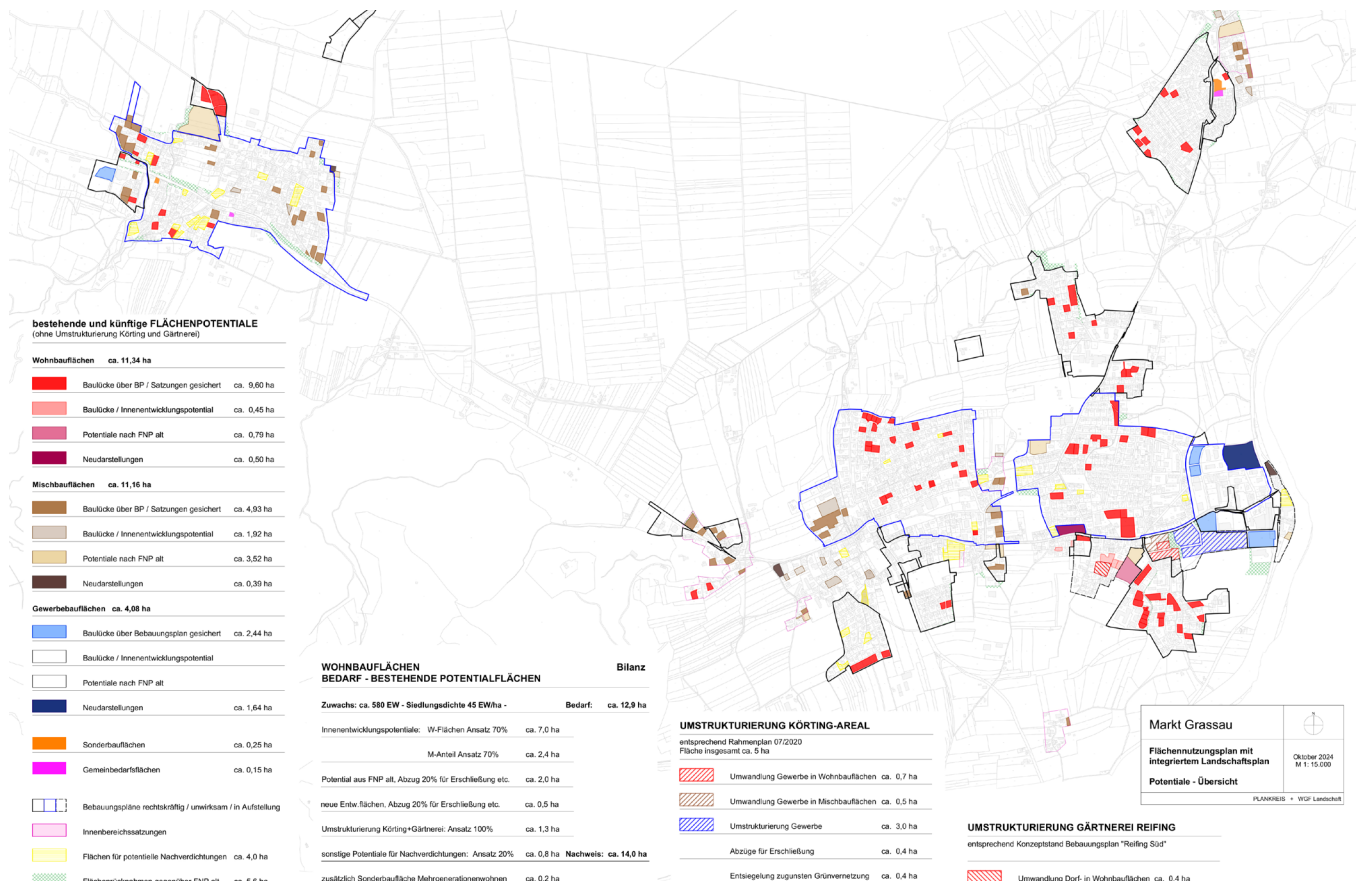 bestehende und künftige FLÄCHENPOTENTIALE
(ohne Umstrukturierung Körting und Gärtnerei)
Wohnbauflächen ca. 11,34 ha
Baulücke über BP / Satzungen gesichert ca. 9,60 ha
Baulücke / Innenentwicklungspotential ca. 0,45 ha
Potentiale nach FNP alt ca. 0,79 ha
Neudarstellungen ca. 0,50 ha
Mischbauflächen ca. 11,16 ha
Baulücke über BP / Satzungen gesichert ca. 4,93 ha
Baulücke / Innenentwicklungspotential ca. 1,92 ha
Potentiale nach FNP alt ca. 3,52 ha
Neudarstellungen ca. 0,39 ha
Gewerbebauflächen ca. 4,08 ha
Baulücke über Bebauungsplan gesichert ca. 2,44 ha
Baulücke / Innenentwicklungspotential
Potentiale nach FNP alt
Neudarstellungen ca. 1,64 ha
Sonderbauflächen ca. 0,25 ha
Gemeinbedarfsflächen ca. 0,15 ha
Bebauungspläne rechtskräftig / unwirksam / in Aufstellung
Innenbereichssatzungen
Flächen für potentielle Nachverdichtungen ca. 4,0 ha
Flächenrücknahmen gegenüber FNP alt ca. 5,6 ha
WOHNBAUFLÄCHEN Bilanz
BEDARF - BESTEHENDE POTENTIALFLÄCHEN
Zuwachs: ca. 580 EW - Siedlungsdichte 45 EW/ha - Bedarf: ca. 12,9 ha
Innenentwicklungspotentiale: W-Flächen Ansatz 70% ca. 7,0 ha
M-Anteil Ansatz 70% ca. 2,4 ha
Potential aus FNP alt, Abzug 20% für Erschließung etc. ca. 2,0 ha
neue Entw.flächen. Abzug 20% für Erschließung etc. ca. 0,5 ha
Umstrukturierung Körting+Gärtnerei: Ansatz 100% ca. 1,3 ha
sonstige Potentiale für Nachverdichtungen: Ansatz 20% ca. 0,8 ha Nachweis: ca. 14,0 ha
zusätzlich Sonderbaufläche Mehrgenerationenwohnen ca. 0,2 ha
UMSTRUKTURIERUNG KÖRTING-AREAL
entsprechend Rahmenplan 07/2020
Fläche insgesamt ca. 5 ha
Umwandlung Gewerbe in Wohnbauflächen ca. 0,7 ha
Umwandlung Gewerbe in Mischbauflächen ca. 0,5 ha
Umstrukturierung Gewerbe ca. 3,0 ha
Abzüge für Erschließung ca. 0,4 ha
Entsiegelung zugunsten Grünvernetzung ca. 0,4 ha
UMSTRUKTURIERUNG GÄRTNEREI REIFING
entsprechend Konzeptstand Bebauungsplan "Reifing Süd"
Umwandlung Dorf- in Wohnbauflächen ca. 0,4 ha
Markt Grassau
N
Flächennutzungsplan mit
integriertem Landschaftsplan
Potentiale - Übersicht
Oktober 2024
M 1: 15.000
PLANKREIS + WGF Landschaft